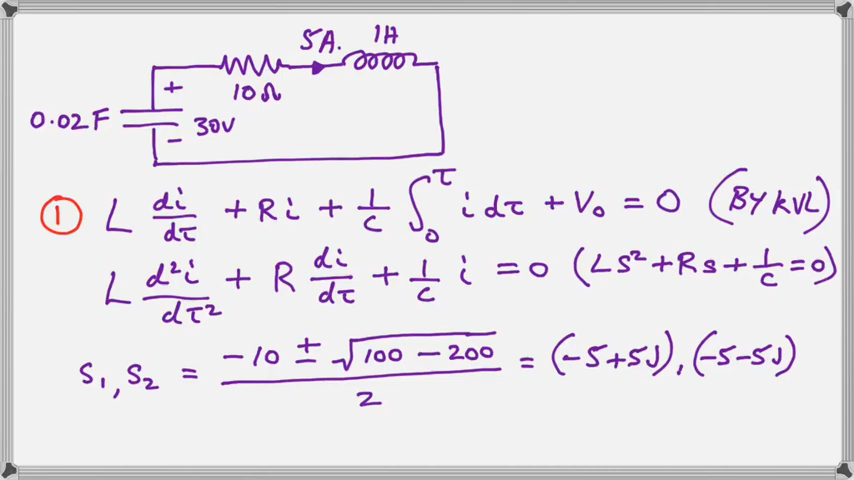 5A. 1H
10Ω
0.02F + 30V −
① L di/dτ + Ri + 1/c ∫₀^τ i dτ + V₀ = 0 (BY KVL)
L d²i/dτ² + R di/dτ + 1/c i = 0 (LS² + Rs + 1/c = 0)
S₁, S₂ = (−10 ± √(100 − 200))/2 = (−5+5J), (−5−5J)